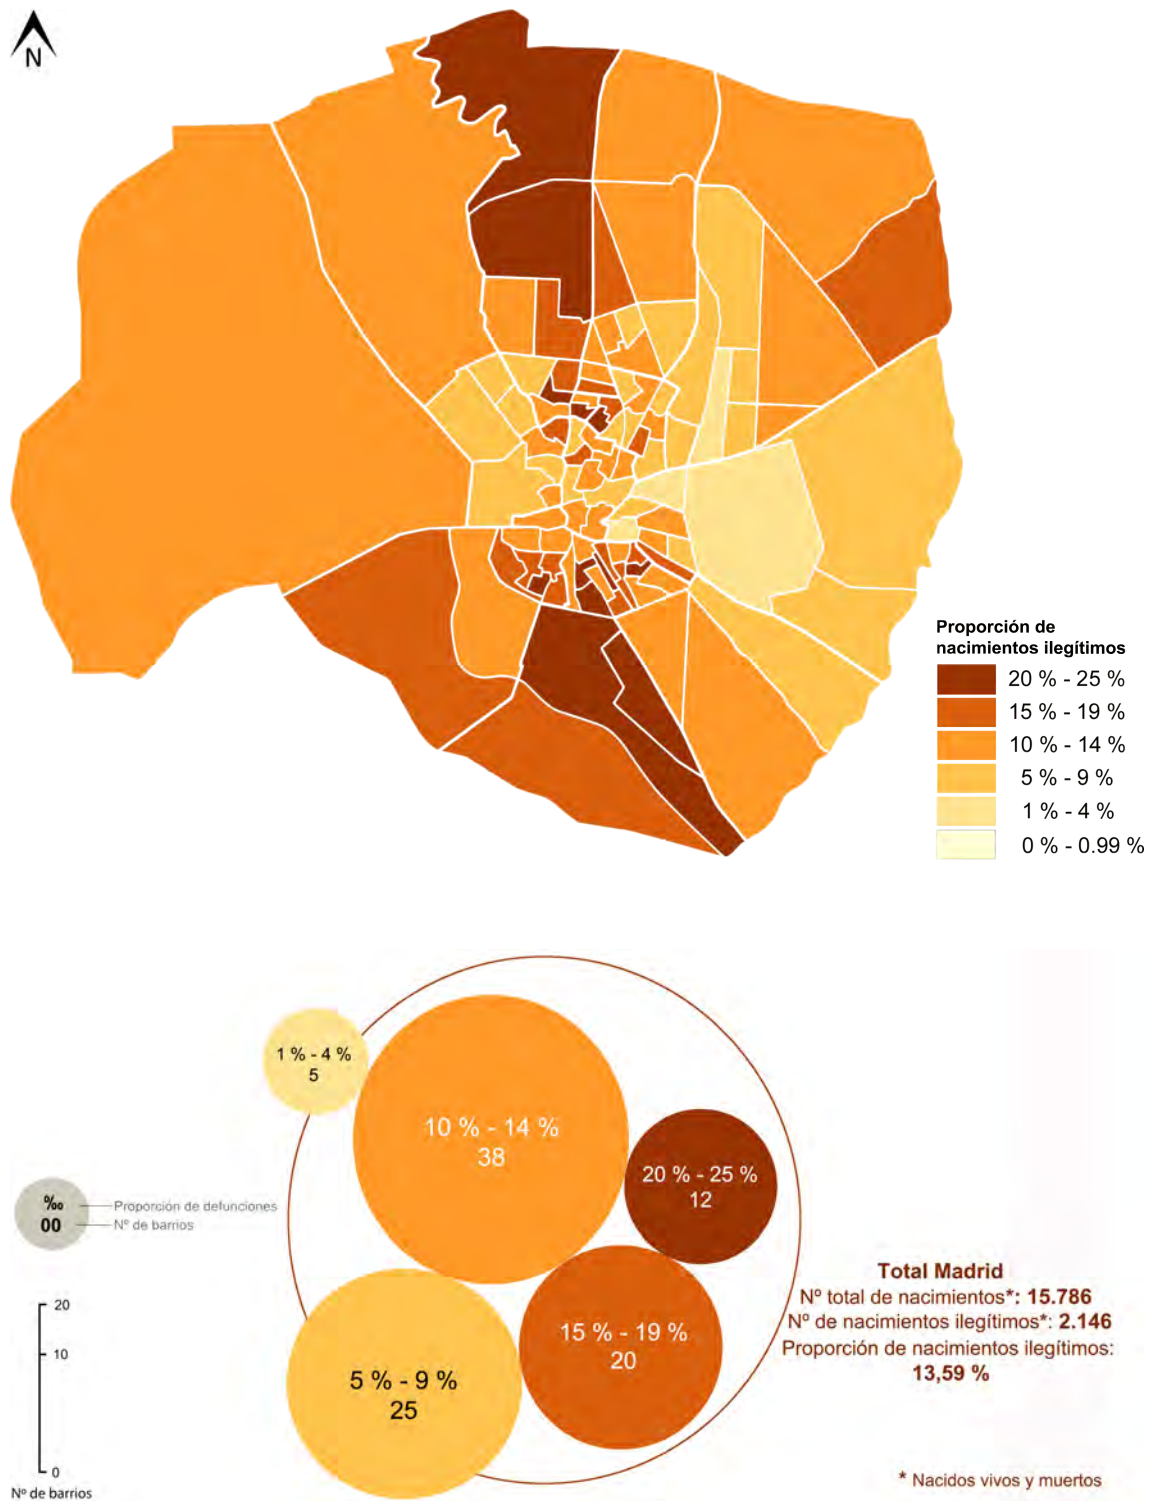 N
Proporción de
nacimientos ilegítimos
20 % - 25 %
15 % - 19 %
10 % - 14 %
5 % - 9 %
1 % - 4 %
0 % - 0.99 %
1 % - 4 %
5
10 % - 14 %
38
20 % - 25 %
12
‰
00
Proporción de defunciones
Nº de barrios
15 % - 19 %
20
5 % - 9 %
25
20
10
0
Nº de barrios
Total Madrid
Nº total de nacimientos*: 15.786
Nº de nacimientos ilegítimos*: 2.146
Proporción de nacimientos ilegítimos:
13,59 %
* Nacidos vivos y muertos